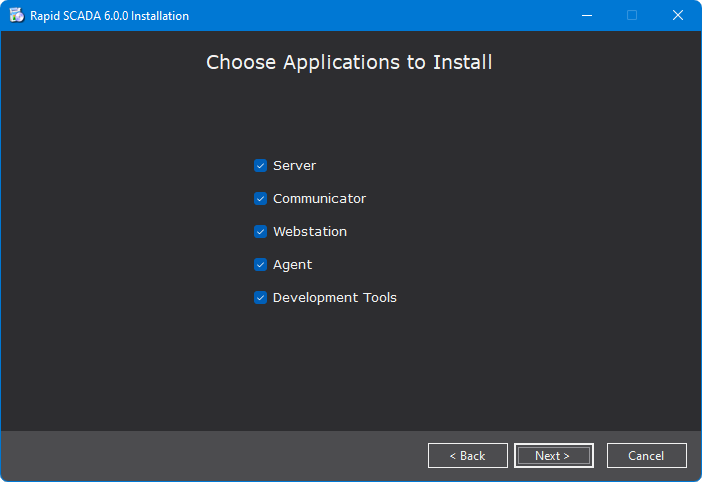 Rapid SCADA 6.0.0 Installation
Choose Applications to Install
Server
Communicator
Webstation
Agent
Development Tools
< Back Next > Cancel